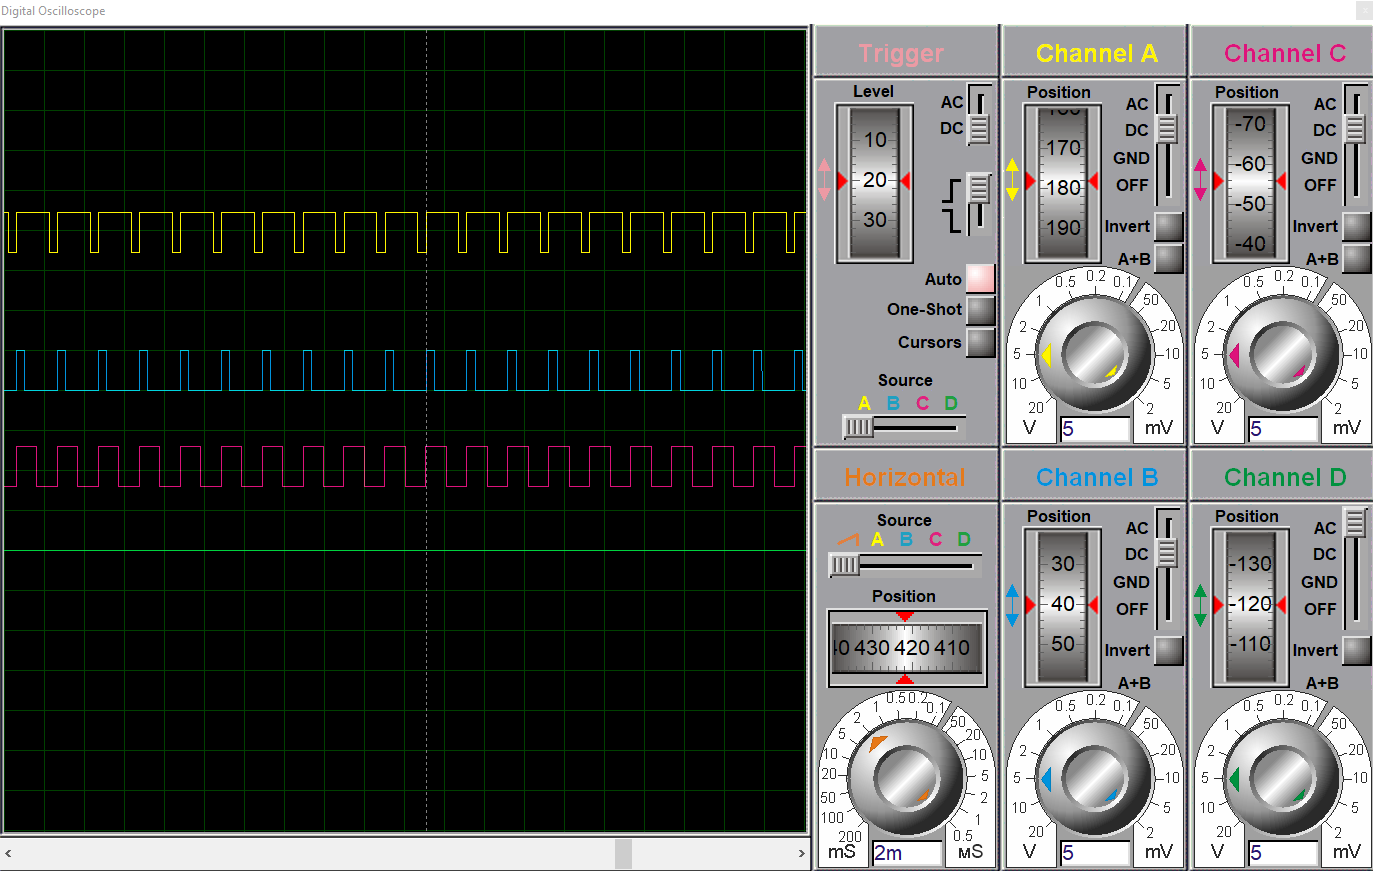 Digital Oscilloscope
x
Trigger
Level
AC
DC
10
20
30
Auto
One-Shot
Cursors
Source
A B C D
Channel A
Position
AC
DC
GND
OFF
170
180
190
Invert
A+B
20 10 5 2 1 0.5 0.2 0.1 50 20 10 5 2
V
5
mV
Channel C
Position
AC
DC
GND
OFF
-70
-60
-50
-40
Invert
A+B
20 10 5 2 1 0.5 0.2 0.1 50 20 10 5 2
V
5
mV
Horizontal
Source
A B C D
Position
430 420 410
200 100 50 20 10 5 2 1 0.5 0.2 0.1 50 20 10 5 2 1 0.5
mS
2m
мS
Channel B
Position
AC
DC
GND
OFF
30
40
50
Invert
A+B
20 10 5 2 1 0.5 0.2 0.1 50 20 10 5 2
V
5
mV
Channel D
Position
AC
DC
GND
OFF
-130
-120
-110
Invert
A+B
20 10 5 2 1 0.5 0.2 0.1 50 20 10 5 2
V
5
mV